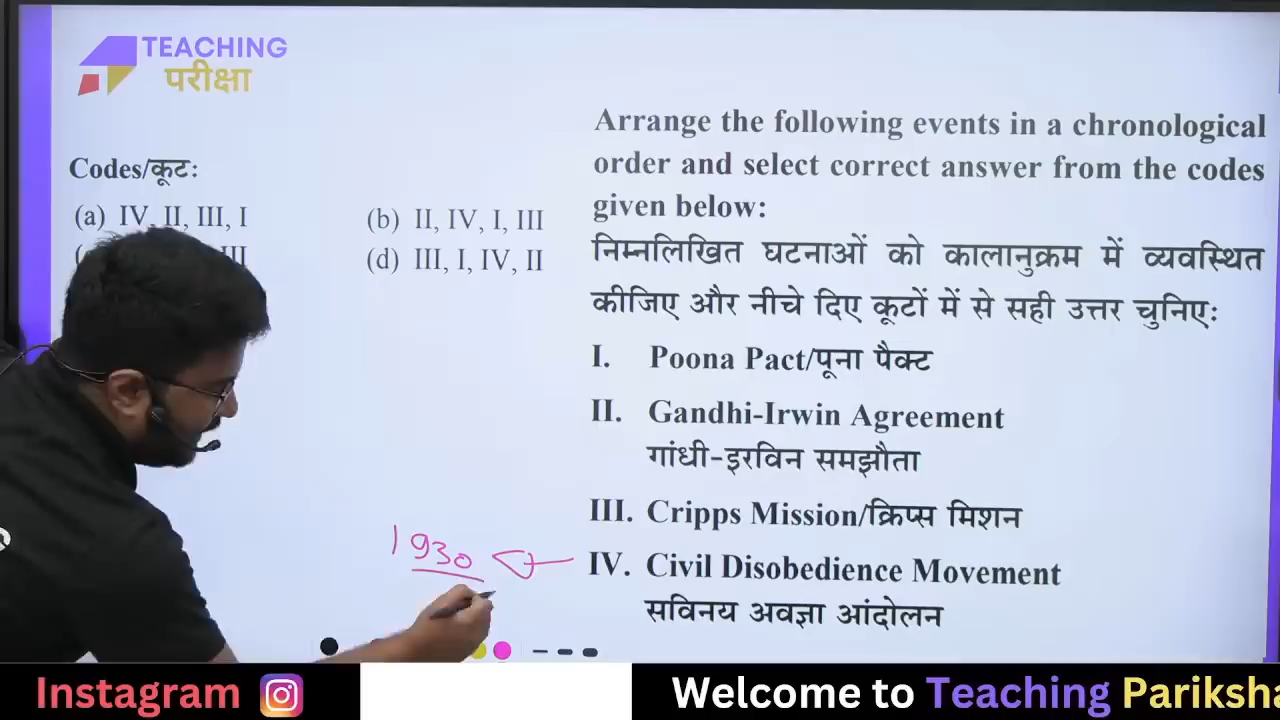 TEACHING
परीक्षा
Codes/कूटः
(a) IV, II, III, I
(b) II, IV, I, III
III
(d) III, I, IV, II
Arrange the following events in a chronological
order and select correct answer from the codes
given below:
निम्नलिखित घटनाओं को कालानुक्रम में व्यवस्थित
कीजिए और नीचे दिए कूटों में से सही उत्तर चुनिए:
I. Poona Pact/पूना पैक्ट
II. Gandhi-Irwin Agreement
गांधी-इरविन समझौता
III. Cripps Mission/क्रिप्स मिशन
IV. Civil Disobedience Movement
सविनय अवज्ञा आंदोलन
1930
Instagram
Welcome to Teaching Pariksha